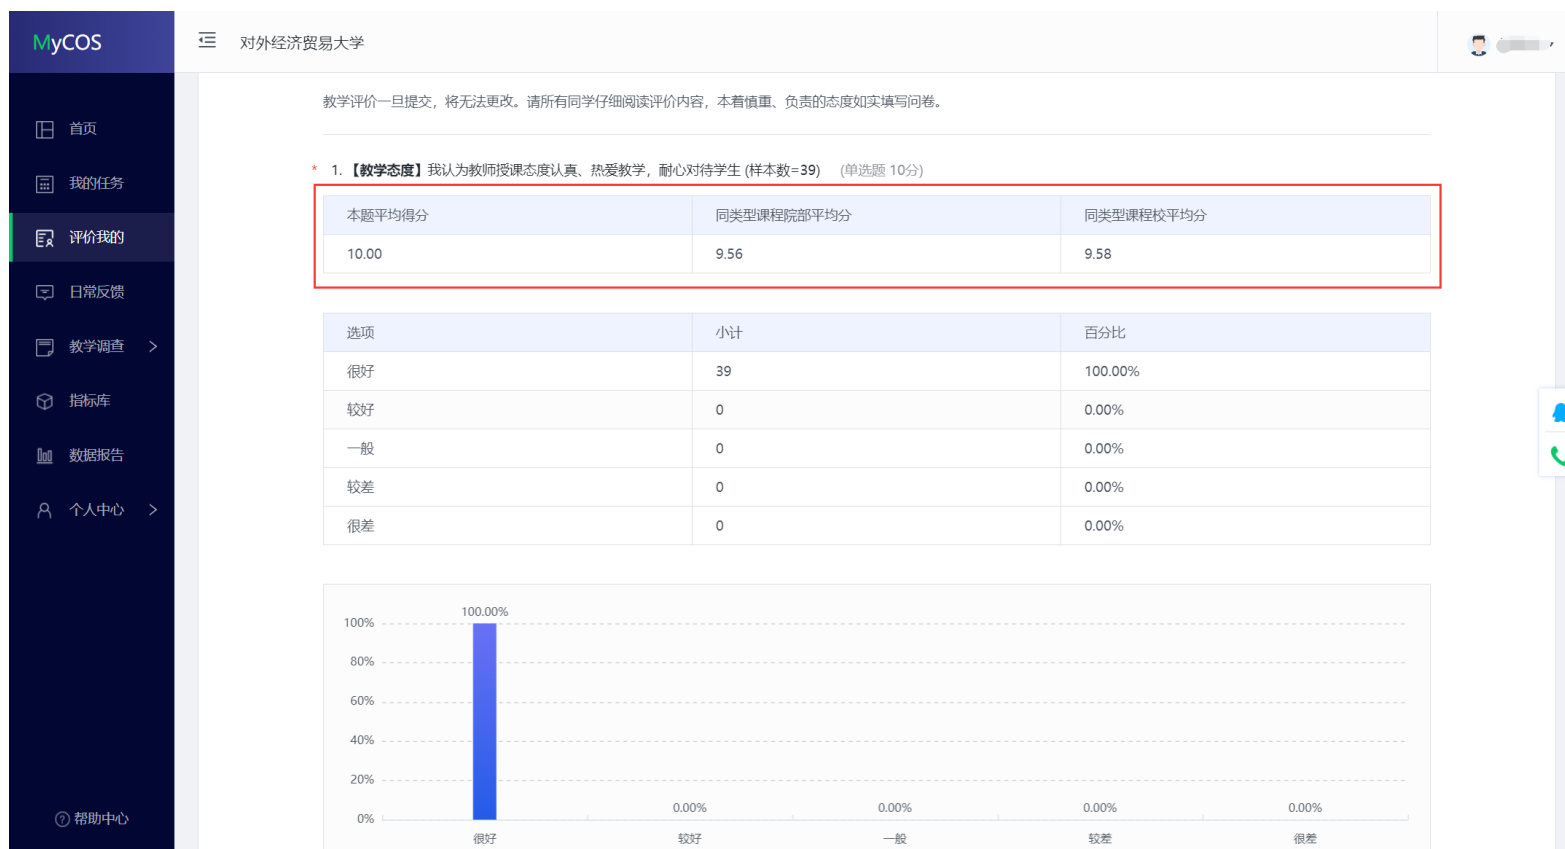 MyCOS
对外经济贸易大学
首页
我的任务
评价我的
日常反馈
教学调查
指标库
数据报告
个人中心
帮助中心
教学评价一旦提交，将无法更改。请所有同学仔细阅读评价内容，本着慎重、负责的态度如实填写问卷。
* 1. 【教学态度】我认为教师授课态度认真、热爱教学，耐心对待学生 (样本数=39) (单选题 10分)
本题平均得分 同类型课程院部平均分 同类型课程校平均分
10.00 9.56 9.58
选项 小计 百分比
很好 39 100.00%
较好 0 0.00%
一般 0 0.00%
较差 0 0.00%
很差 0 0.00%
100.00%
100%
80%
60%
40%
20%
0.00% 0.00% 0.00% 0.00%
0%
很好 较好 一般 较差 很差